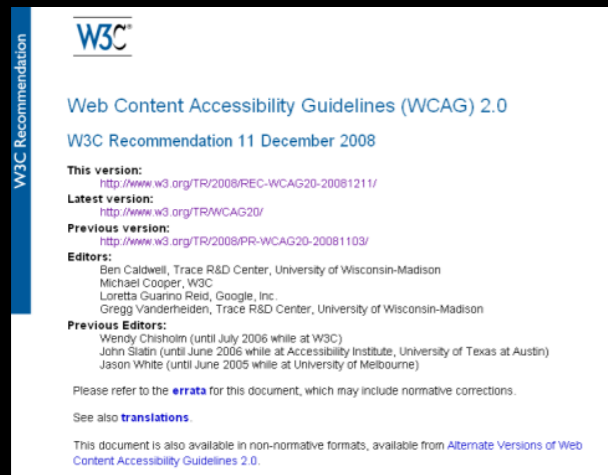 W3C Recommendation
W3C®
Web Content Accessibility Guidelines (WCAG) 2.0
W3C Recommendation 11 December 2008
This version:
http://www.w3.org/TR/2008/REC-WCAG20-20081211/
Latest version:
http://www.w3.org/TR/WCAG20/
Previous version:
http://www.w3.org/TR/2008/PR-WCAG20-20081103/
Editors:
Ben Caldwell, Trace R&D Center, University of Wisconsin-Madison
Michael Cooper, W3C
Loretta Guarino Reid, Google, Inc.
Gregg Vanderheiden, Trace R&D Center, University of Wisconsin-Madison
Previous Editors:
Wendy Chisholm (until July 2006 while at W3C)
John Slatin (until June 2006 while at Accessibility Institute, University of Texas at Austin)
Jason White (until June 2005 while at University of Melbourne)
Please refer to the errata for this document, which may include normative corrections.
See also translations.
This document is also available in non-normative formats, available from Alternate Versions of Web
Content Accessibility Guidelines 2.0.